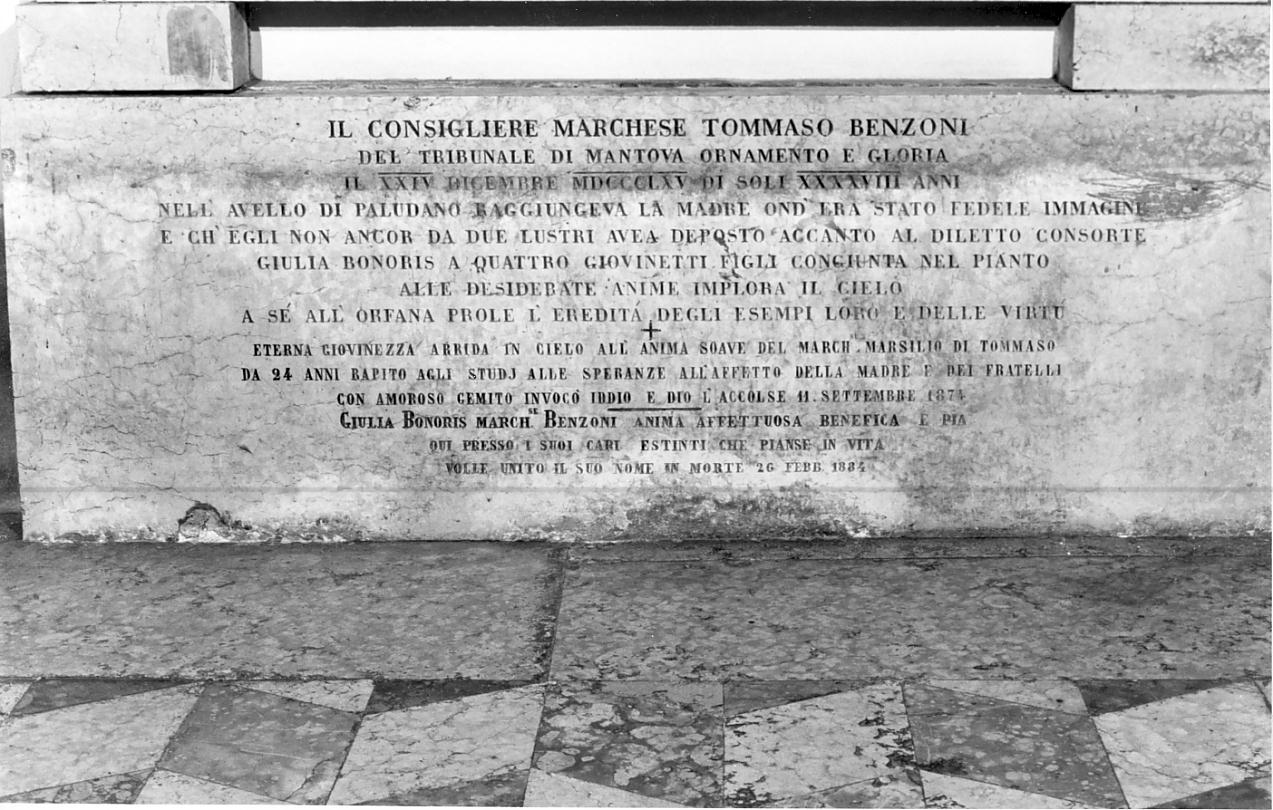 IL CONSIGLIERE MARCHESE TOMMASO BENZONI
DEL TRIBUNALE DI MANTOVA ORNAMENTO E GLORIA
IL XXIV DICEMBRE MDCCCLXV DI SOLI XXXXVIII ANNI
NELL' AVELLO DI PALUDANO RAGGIUNGEVA LA MADRE OND' ERA STATO FEDELE IMMAGINE
E CH' EGLI NON ANCOR DA DUE LUSTRI AVEA DEPOSTO ACCANTO AL DILETTO CONSORTE
GIULIA BONORIS A QUATTRO GIOVINETTI FIGLI CONGIUNTA NEL PIANTO
ALLE DESIDERATE ANIME IMPLORA IL CIELO
A SÉ ALL' ORFANA PROLE L' EREDITÁ DEGLI ESEMPI LORO E DELLE VIRTÙ
ETERNA GIOVINEZZA ARRIDA IN CIELO ALL' ANIMA SOAVE DEL MARCH. MARSILIO DI TOMMASO
DA 24 ANNI RAPITO AGLI STUDJ ALLE SPERANZE ALL'AFFETTO DELLA MADRE E DEI FRATELLI
CON AMOROSO GEMITO INVOCÒ IDDIO E DIO L'ACCOLSE 11. SETTEMBRE 1874
GIULIA BONORIS MARCH.SE BENZONI ANIMA AFFETTUOSA BENEFICA E PIA
QUI PRESSO I SUOI CARI ESTINTI CHE PIANSE IN VITA
VOLLE UNITO IL SUO NOME IN MORTE 26 FEBB. 1884